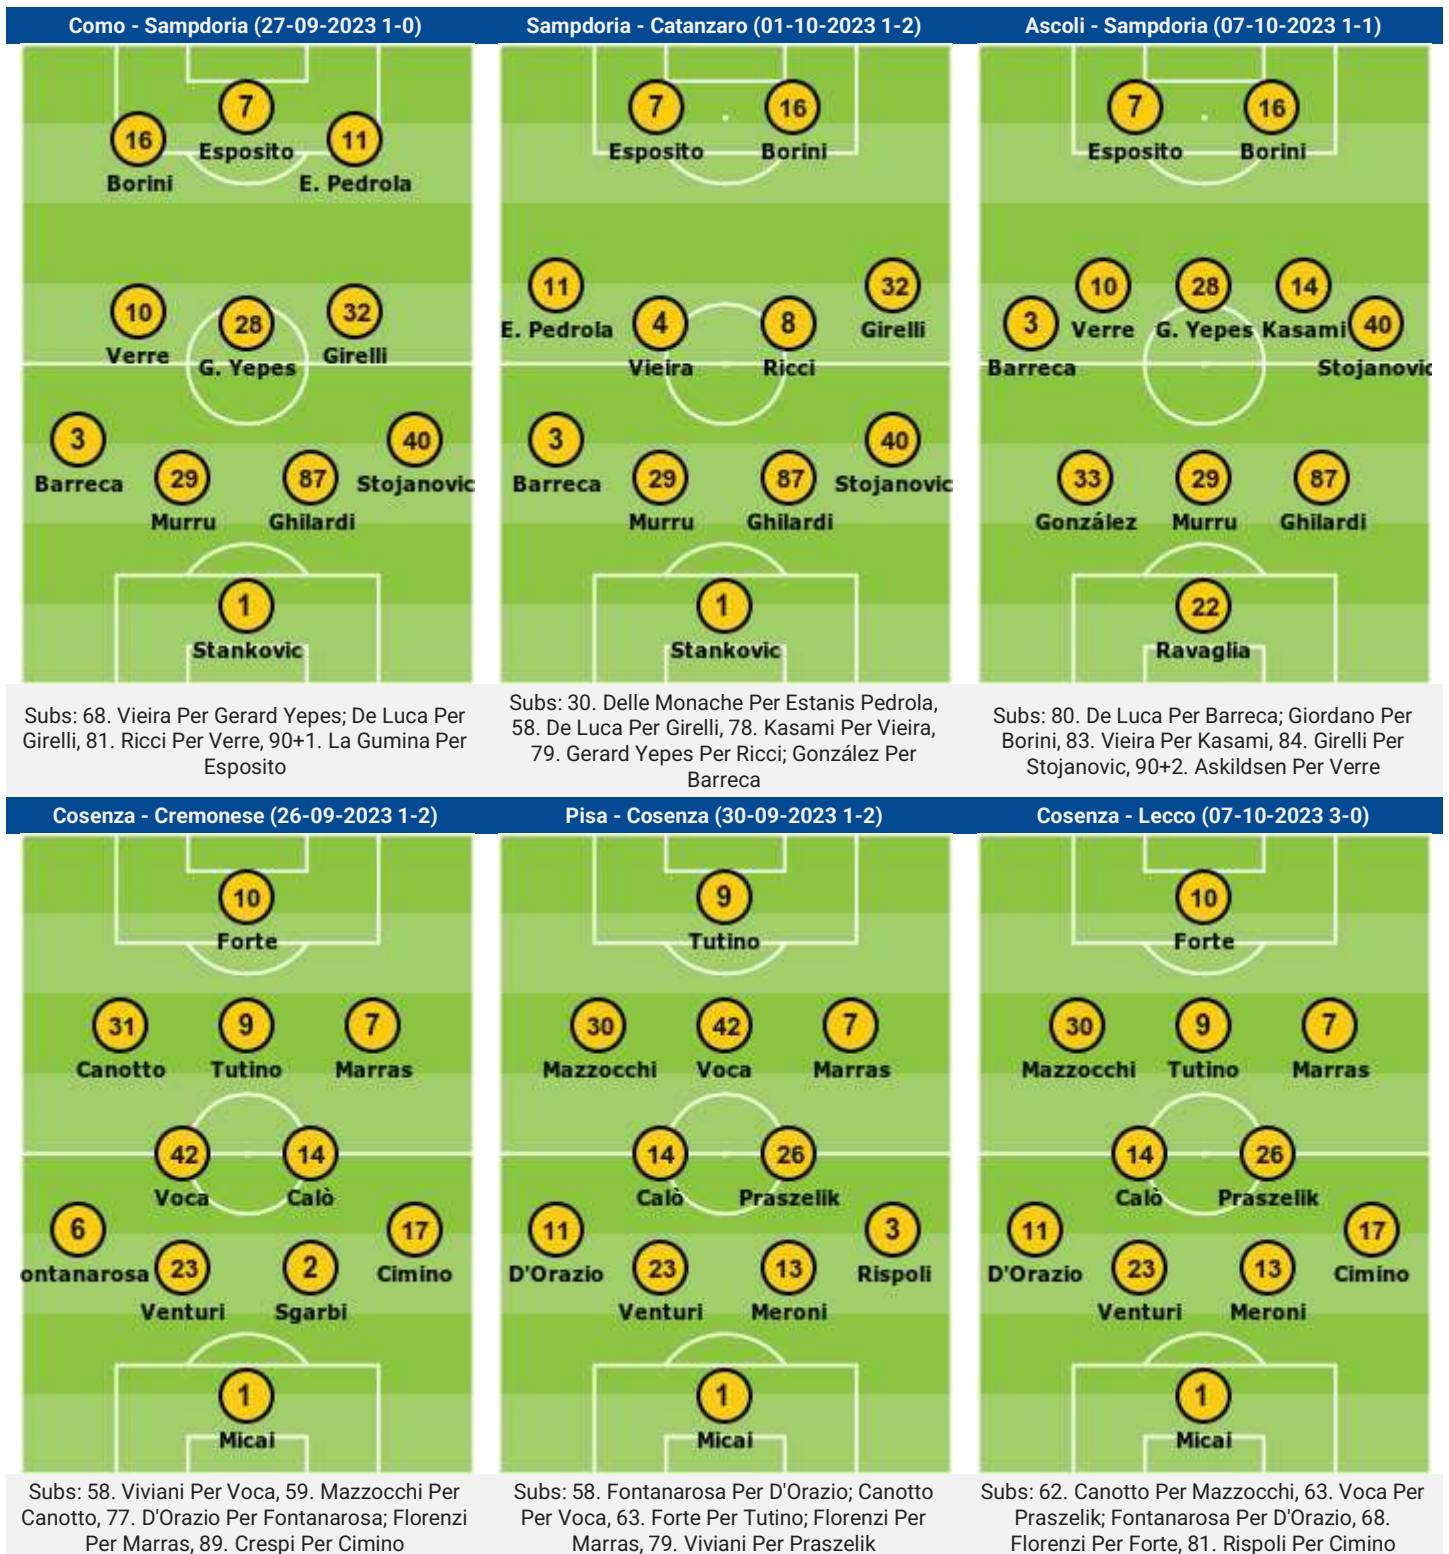 Como - Sampdoria (27-09-2023 1-0)
7
Esposito
16
Borini
11
E. Pedrola
10
Verre
28
G. Yepes
32
Girelli
3
Barreca
29
Murru
87
Ghilardi
40
Stojanovic
1
Stankovic
Subs: 68. Vieira Per Gerard Yepes; De Luca Per
Girelli, 81. Ricci Per Verre, 90+1. La Gumina Per
Esposito
Sampdoria - Catanzaro (01-10-2023 1-2)
7
Esposito
16
Borini
11
E. Pedrola
4
Vieira
8
Ricci
32
Girelli
3
Barreca
29
Murru
87
Ghilardi
40
Stojanovic
1
Stankovic
Subs: 30. Delle Monache Per Estanis Pedrola,
58. De Luca Per Girelli, 78. Kasami Per Vieira,
79. Gerard Yepes Per Ricci; González Per
Barreca
Ascoli - Sampdoria (07-10-2023 1-1)
7
Esposito
16
Borini
3
Barreca
10
Verre
28
G. Yepes
14
Kasami
40
Stojanovic
33
González
29
Murru
87
Ghilardi
22
Ravaglia
Subs: 80. De Luca Per Barreca; Giordano Per
Borini, 83. Vieira Per Kasami, 84. Girelli Per
Stojanovic, 90+2. Askildsen Per Verre
Cosenza - Cremonese (26-09-2023 1-2)
10
Forte
31
Canotto
9
Tutino
7
Marras
42
Voca
14
Calò
6
ontanarosa
23
Venturi
2
Sgarbi
17
Cimino
1
Micai
Subs: 58. Viviani Per Voca, 59. Mazzocchi Per
Canotto, 77. D'Orazio Per Fontanarosa; Florenzi
Per Marras, 89. Crespi Per Cimino
Pisa - Cosenza (30-09-2023 1-2)
9
Tutino
30
Mazzocchi
42
Voca
7
Marras
14
Calò
26
Praszelik
11
D'Orazio
23
Venturi
13
Meroni
3
Rispoli
1
Micai
Subs: 58. Fontanarosa Per D'Orazio; Canotto
Per Voca, 63. Forte Per Tutino; Florenzi Per
Marras, 79. Viviani Per Praszelik
Cosenza - Lecco (07-10-2023 3-0)
10
Forte
30
Mazzocchi
9
Tutino
7
Marras
14
Calò
26
Praszelik
11
D'Orazio
23
Venturi
13
Meroni
17
Cimino
1
Micai
Subs: 62. Canotto Per Mazzocchi, 63. Voca Per
Praszelik; Fontanarosa Per D'Orazio, 68.
Florenzi Per Forte, 81. Rispoli Per Cimino